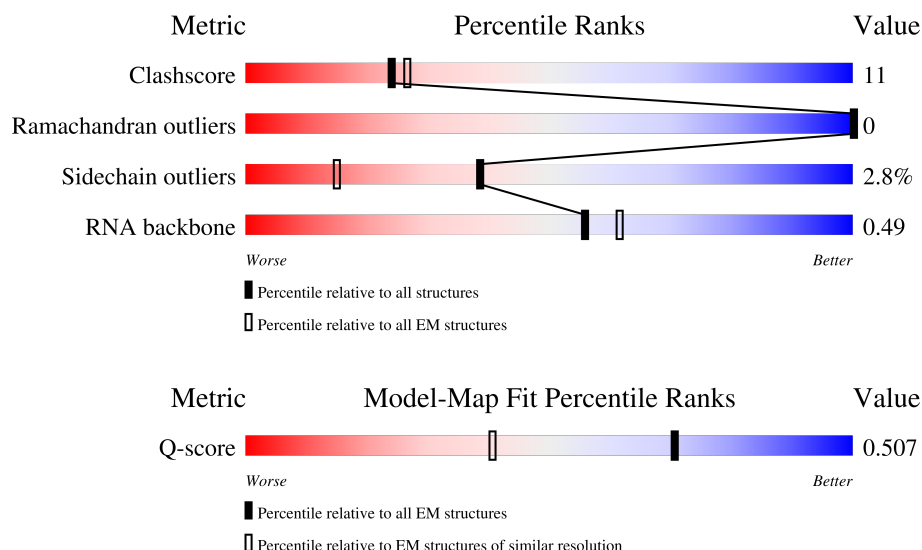 Metric Percentile Ranks Value
Clashscore 11
Ramachandran outliers 0
Sidechain outliers 2.8%
RNA backbone 0.49
Worse Better
Percentile relative to all structures
Percentile relative to all EM structures
Metric Model-Map Fit Percentile Ranks Value
Q-score 0.507
Worse Better
Percentile relative to all EM structures
Percentile relative to EM structures of similar resolution